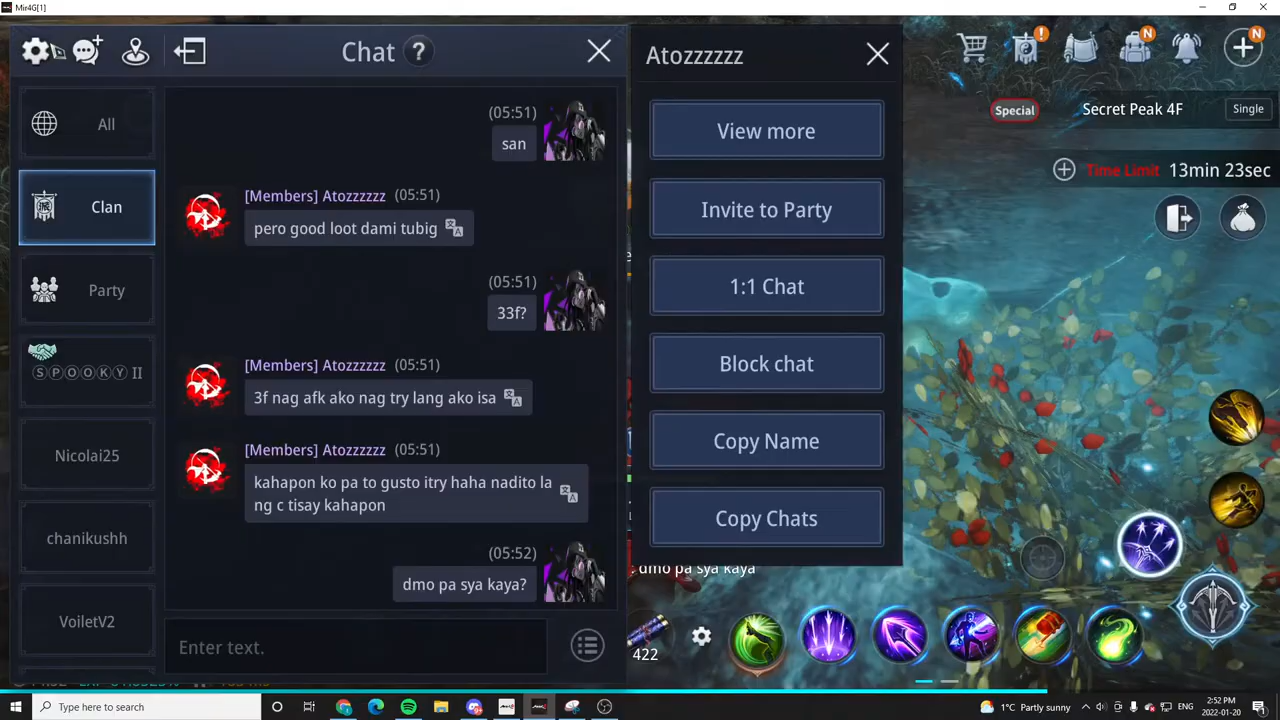 Mir4G[1]
Chat ?
All
Clan
Party
ⓈⓅⓄⓄⓀⓎ II
Nicolai25
chanikushh
VoiletV2
(05:51)
san
[Members] Atozzzzzz (05:51)
pero good loot dami tubig
(05:51)
33f?
[Members] Atozzzzzz (05:51)
3f nag afk ako nag try lang ako isa
[Members] Atozzzzzz (05:51)
kahapon ko pa to gusto itry haha nadito la
ng c tisay kahapon
(05:52)
dmo pa sya kaya?
Enter text.
Atozzzzzz
View more
Invite to Party
1:1 Chat
Block chat
Copy Name
Copy Chats
dmo pa sya kaya
422
! N N
Special Secret Peak 4F Single
Time Limit 13min 23sec
Type here to search
1°C Partly sunny
ENG
2:52 PM
2022-01-20
1